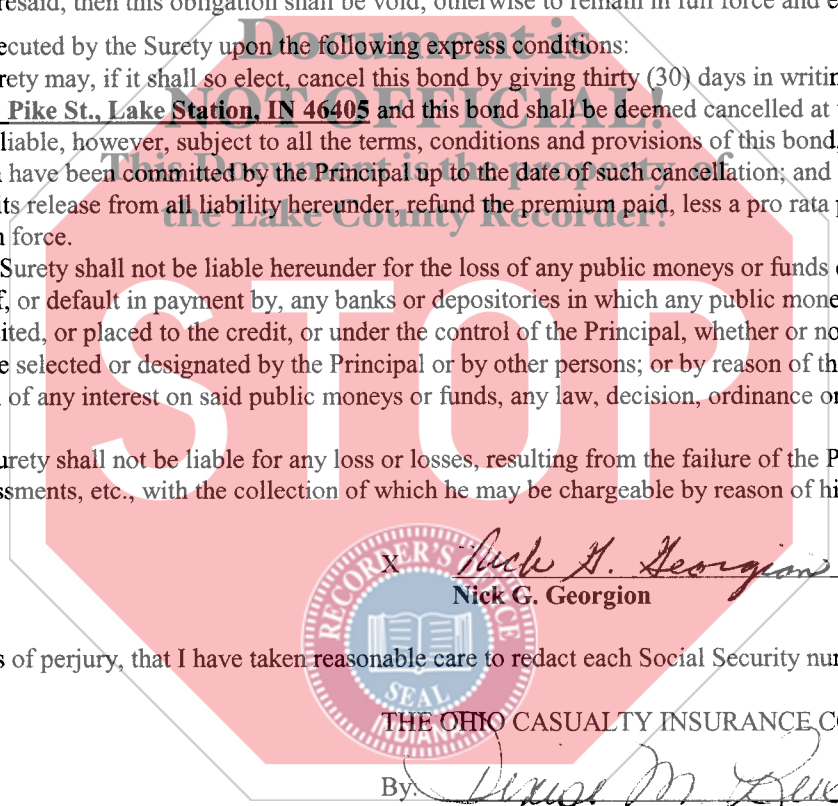 resaid, then this obligation shall be void, otherwise to remain in full force and e
Document is
ecuted by the Surety upon the following express conditions:
rety may, if it shall so elect, cancel this bond by giving thirty (30) days in writin
NOT OFFICIAL!
Pike St., Lake Station, IN 46405 and this bond shall be deemed cancelled at
liable, however, subject to all the terms, conditions and provisions of this bond,
This Document is the property of
have been committed by the Principal up to the date of such cancellation; and
its release from all liability hereunder, refund the premium paid, less a pro rata p
the Lake County Recorder!
n force.
Surety shall not be liable hereunder for the loss of any public moneys or funds
f, or default in payment by, any banks or depositories in which any public mone
ited, or placed to the credit, or under the control of the Principal, whether or no
e selected or designated by the Principal or by other persons; or by reason of th
of any interest on said public moneys or funds, any law, decision, ordinance or
STOP
urety shall not be liable for any loss or losses, resulting from the failure of the P
ssments, etc., with the collection of which he may be chargeable by reason of hi
X Nick G. Georgion
Nick G. Georgion
RECORDER'S OFFICE
s of perjury, that I have taken reasonable care to redact each Social Security nu
SEAL
INDIANA
THE OHIO CASUALTY INSURANCE CO
By: Denise M.